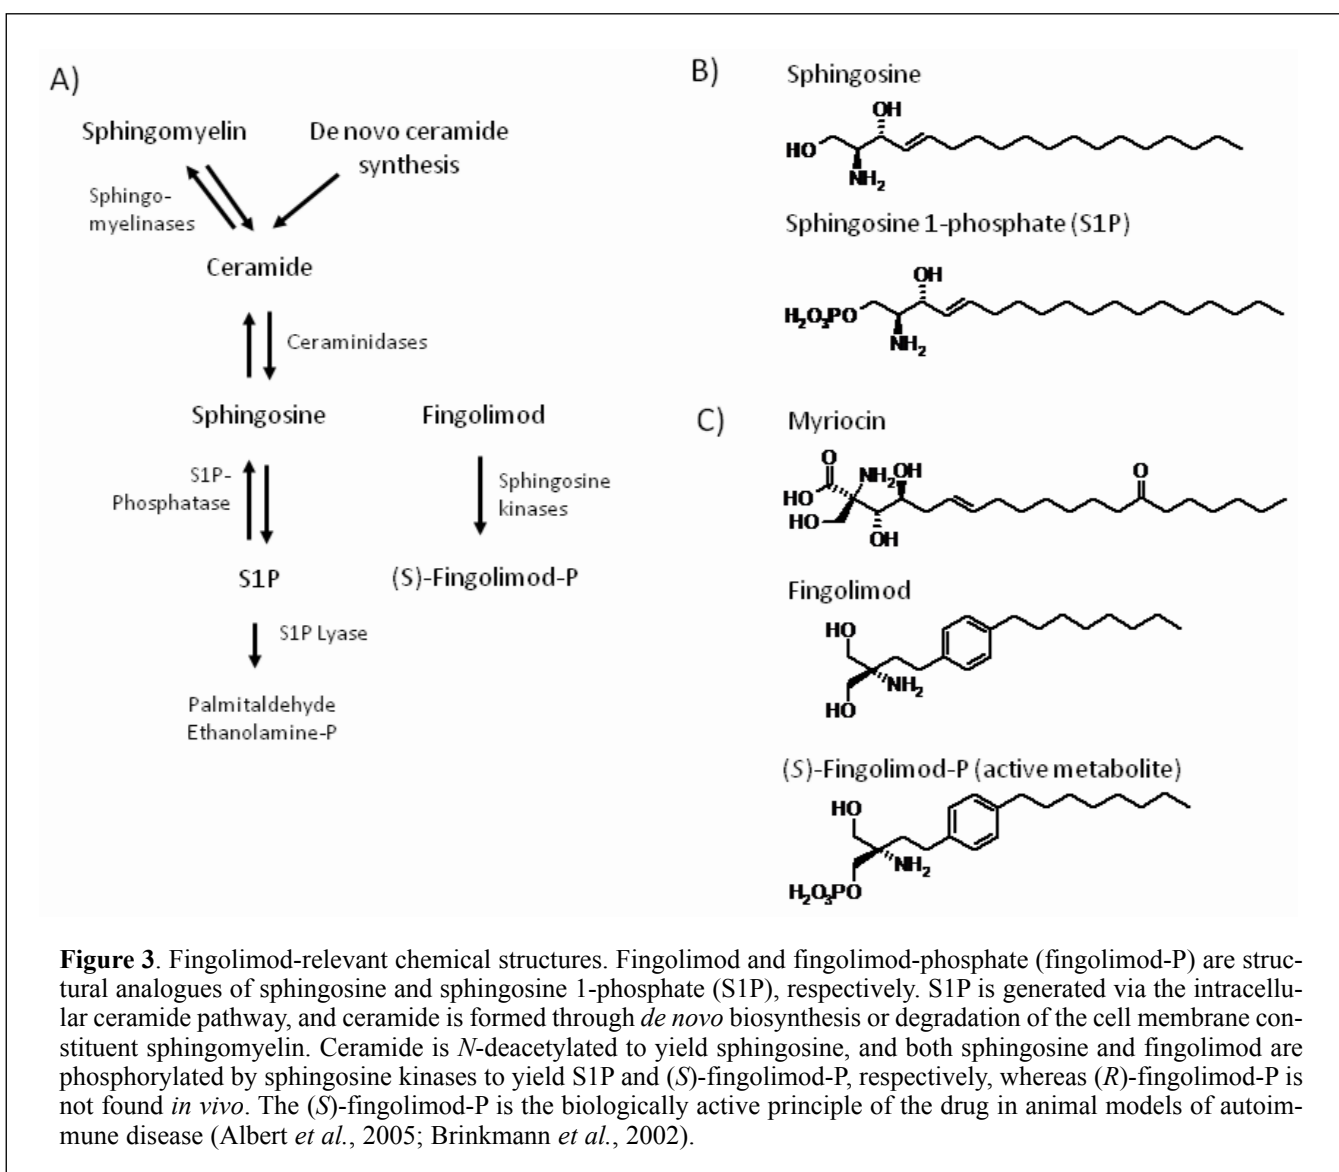 A)
Sphingomyelin
De novo ceramide
synthesis
Sphingo-
myelinases
Ceramide
Ceraminidases
Sphingosine
Fingolimod
S1P-
Phosphatase
Sphingosine
kinases
S1P
(S)-Fingolimod-P
S1P Lyase
Palmitaldehyde
Ethanolamine-P
B)
Sphingosine
OH
HO
NH2
Sphingosine 1-phosphate (S1P)
OH
H2O3PO
NH2
C)
Myriocin
O
NH2
OH
O
HO
HO
OH
Fingolimod
HO
NH2
HO
(S)-Fingolimod-P (active metabolite)
HO
NH2
H2O3PO
Figure 3. Fingolimod-relevant chemical structures. Fingolimod and fingolimod-phosphate (fingolimod-P) are struc-
tural analogues of sphingosine and sphingosine 1-phosphate (S1P), respectively. S1P is generated via the intracellu-
lar ceramide pathway, and ceramide is formed through de novo biosynthesis or degradation of the cell membrane con-
stituent sphingomyelin. Ceramide is N-deacetylated to yield sphingosine, and both sphingosine and fingolimod are
phosphorylated by sphingosine kinases to yield S1P and (S)-fingolimod-P, respectively, whereas (R)-fingolimod-P is
not found in vivo. The (S)-fingolimod-P is the biologically active principle of the drug in animal models of autoim-
mune disease (Albert et al., 2005; Brinkmann et al., 2002).